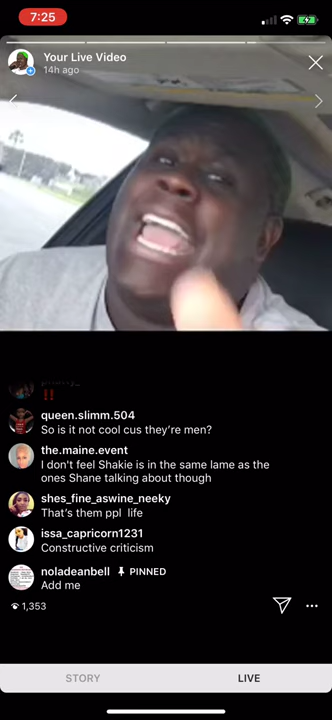 7:25
Your Live Video
14h ago
queen.slimm.504
So is it not cool cus they're men?
the.maine.event
I don't feel Shakie is in the same lame as the
ones Shane talking about though
shes_fine_aswine_neeky
That's them ppl life
issa_capricorn1231
Constructive criticism
noladeanbell PINNED
Add me
1,353
STORY LIVE